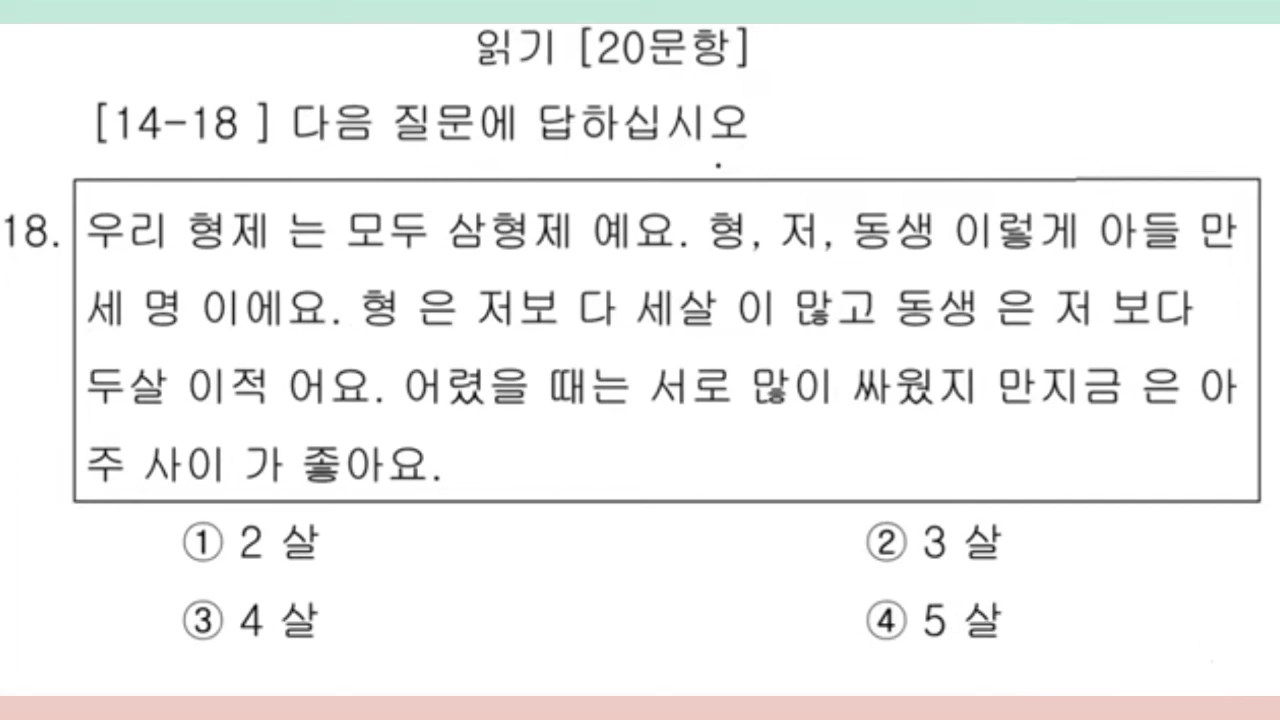 읽기 [20문항]
[14-18 ] 다음 질문에 답하십시오
.
18. 우리 형제 는 모두 삼형제 예요. 형, 저, 동생 이렇게 아들 만
세 명 이에요. 형 은 저보 다 세살 이 많고 동생 은 저 보다
두살 이적 어요. 어렸을 때는 서로 많이 싸웠지 만지금 은 아
주 사이 가 좋아요.
① 2 살 ② 3 살
③ 4 살 ④ 5 살